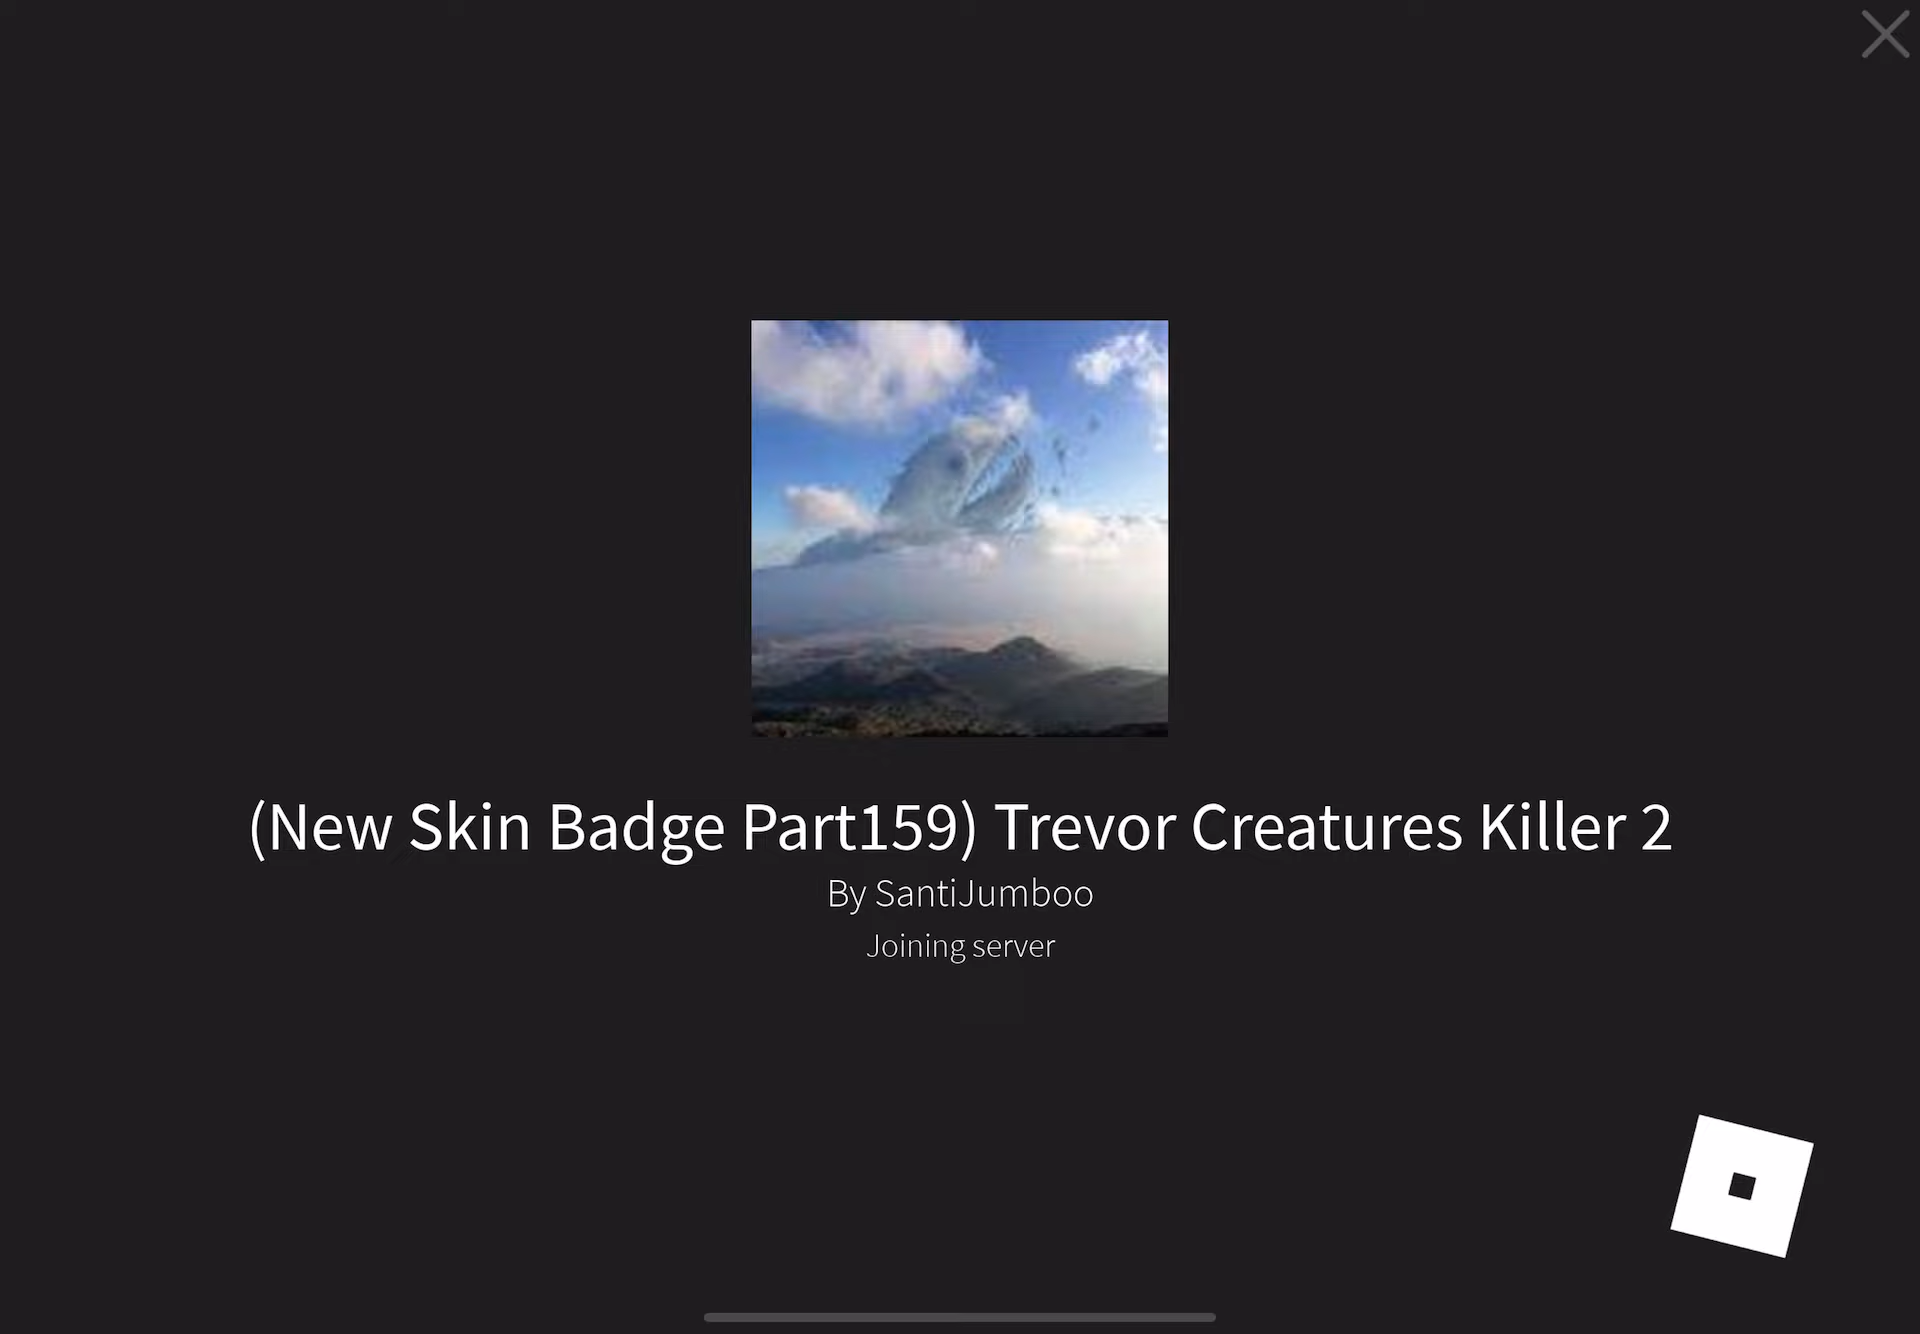 (New Skin Badge Part159) Trevor Creatures Killer 2
By SantiJumboo
Joining server